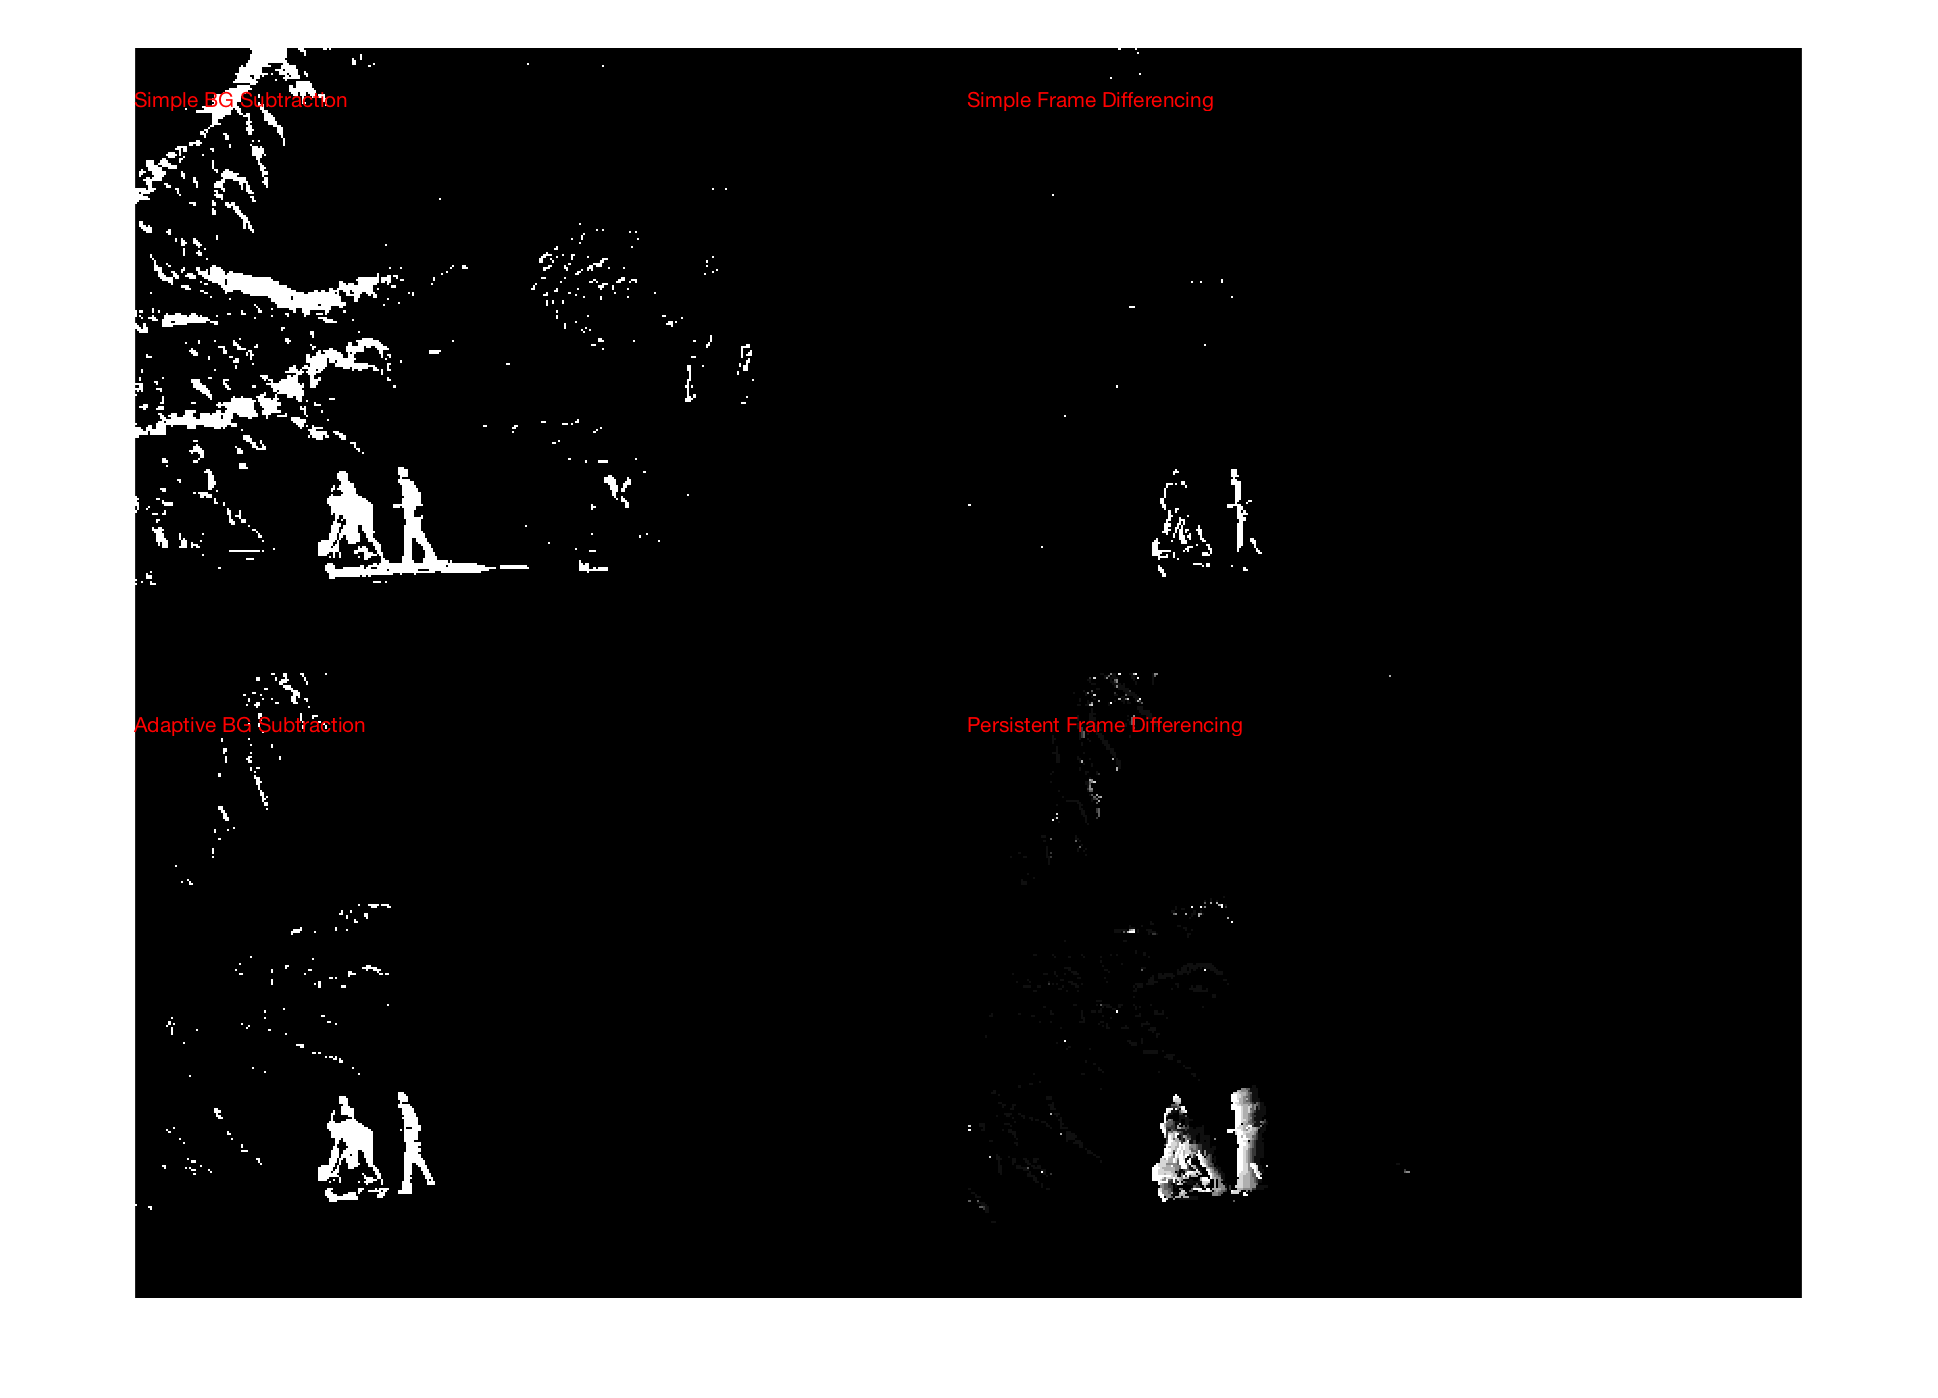 Simple BG Subtraction
Simple Frame Differencing
Adaptive BG Subtraction
Persistent Frame Differencing